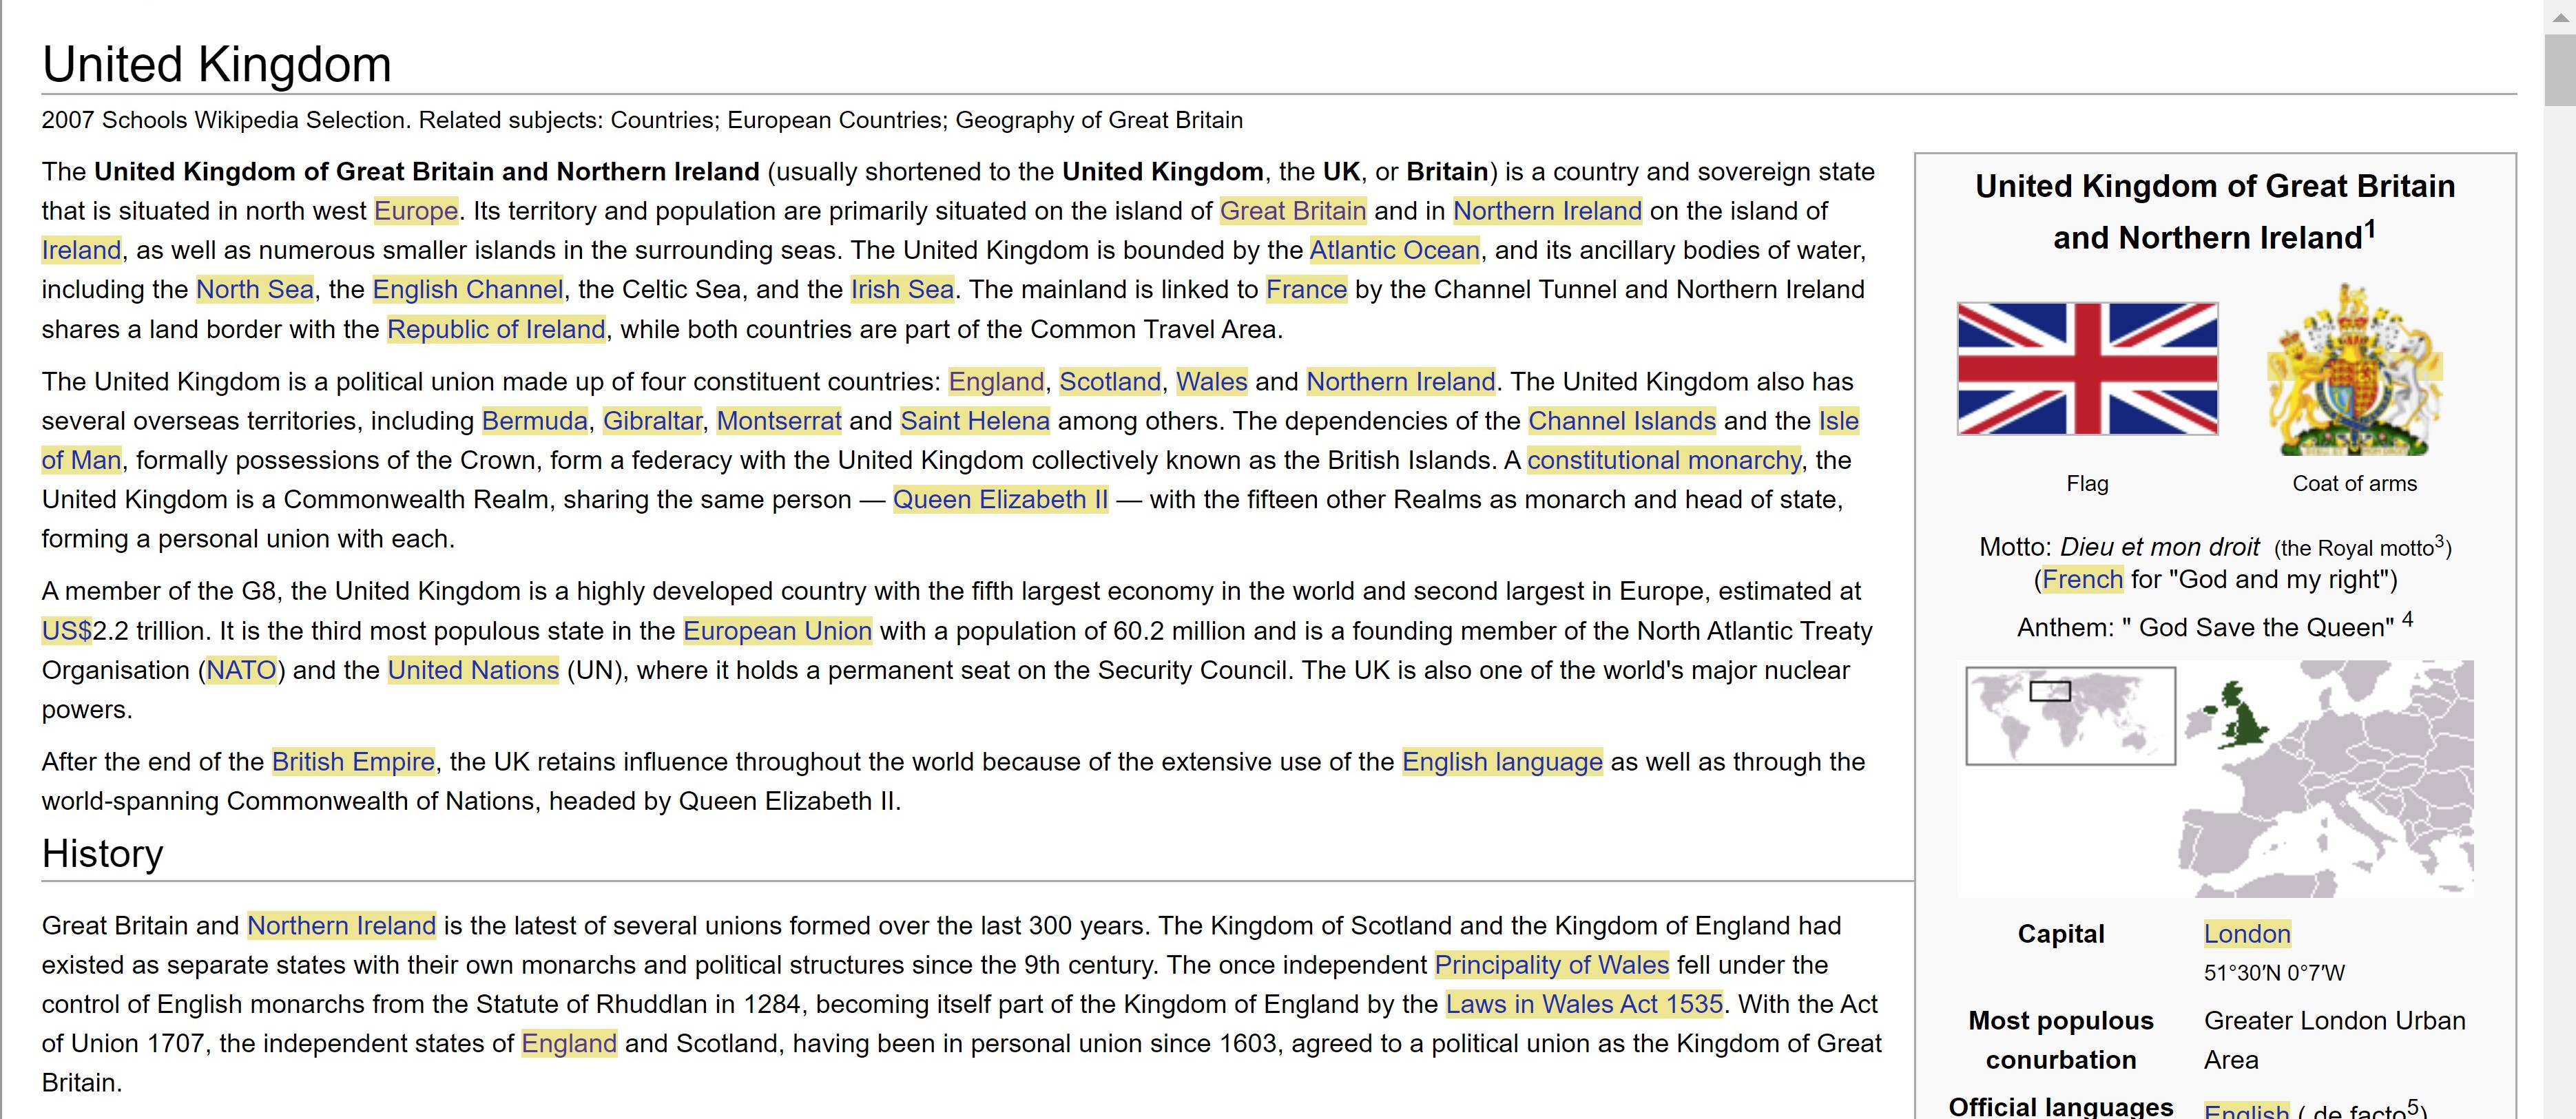 United Kingdom
2007 Schools Wikipedia Selection. Related subjects: Countries; European Countries; Geography of Great Britain
The United Kingdom of Great Britain and Northern Ireland (usually shortened to the United Kingdom, the UK, or Britain) is a country and sovereign state
that is situated in north west Europe. Its territory and population are primarily situated on the island of Great Britain and in Northern Ireland on the island of
Ireland, as well as numerous smaller islands in the surrounding seas. The United Kingdom is bounded by the Atlantic Ocean, and its ancillary bodies of water,
including the North Sea, the English Channel, the Celtic Sea, and the Irish Sea. The mainland is linked to France by the Channel Tunnel and Northern Ireland
shares a land border with the Republic of Ireland, while both countries are part of the Common Travel Area.
The United Kingdom is a political union made up of four constituent countries: England, Scotland, Wales and Northern Ireland. The United Kingdom also has
several overseas territories, including Bermuda, Gibraltar, Montserrat and Saint Helena among others. The dependencies of the Channel Islands and the Isle
of Man, formally possessions of the Crown, form a federacy with the United Kingdom collectively known as the British Islands. A constitutional monarchy, the
United Kingdom is a Commonwealth Realm, sharing the same person — Queen Elizabeth II — with the fifteen other Realms as monarch and head of state,
forming a personal union with each.
A member of the G8, the United Kingdom is a highly developed country with the fifth largest economy in the world and second largest in Europe, estimated at
US$2.2 trillion. It is the third most populous state in the European Union with a population of 60.2 million and is a founding member of the North Atlantic Treaty
Organisation (NATO) and the United Nations (UN), where it holds a permanent seat on the Security Council. The UK is also one of the world's major nuclear
powers.
After the end of the British Empire, the UK retains influence throughout the world because of the extensive use of the English language as well as through the
world-spanning Commonwealth of Nations, headed by Queen Elizabeth II.
History
Great Britain and Northern Ireland is the latest of several unions formed over the last 300 years. The Kingdom of Scotland and the Kingdom of England had
existed as separate states with their own monarchs and political structures since the 9th century. The once independent Principality of Wales fell under the
control of English monarchs from the Statute of Rhuddlan in 1284, becoming itself part of the Kingdom of England by the Laws in Wales Act 1535. With the Act
of Union 1707, the independent states of England and Scotland, having been in personal union since 1603, agreed to a political union as the Kingdom of Great
Britain.
United Kingdom of Great Britain
and Northern Ireland1
Flag
Coat of arms
Motto: Dieu et mon droit (the Royal motto3)
(French for "God and my right")
Anthem: " God Save the Queen" 4
Capital
London
51°30′N 0°7′W
Most populous
conurbation
Greater London Urban
Area
Official languages
English ( de facto5)